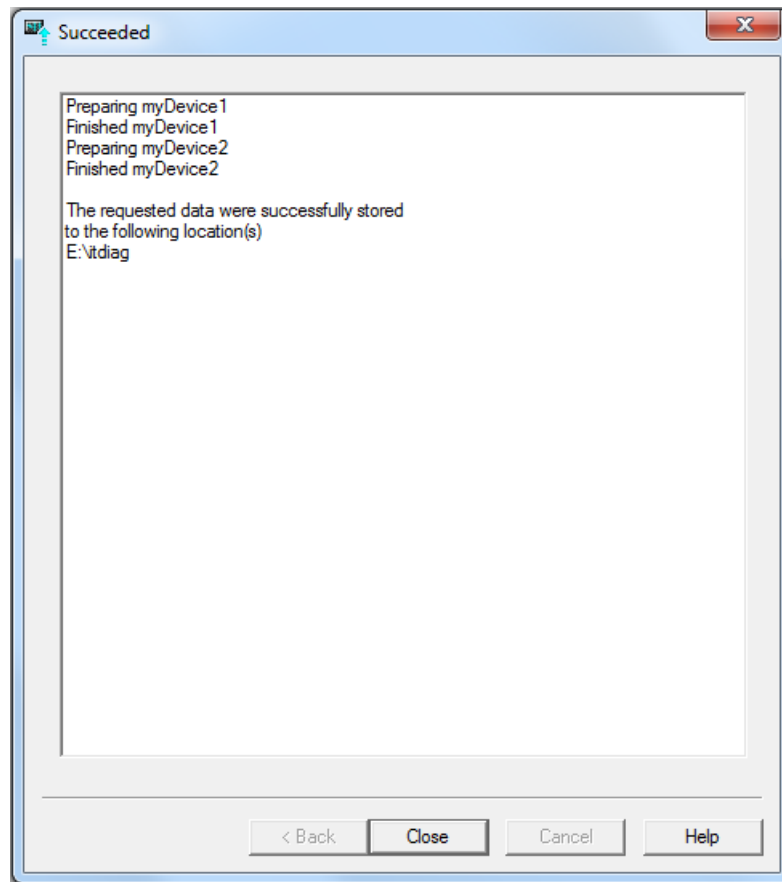 Succeeded
Preparing myDevice1
Finished myDevice1
Preparing myDevice2
Finished myDevice2
The requested data were successfully stored
to the following location(s)
E:\itdiag
< Back
Close
Cancel
Help